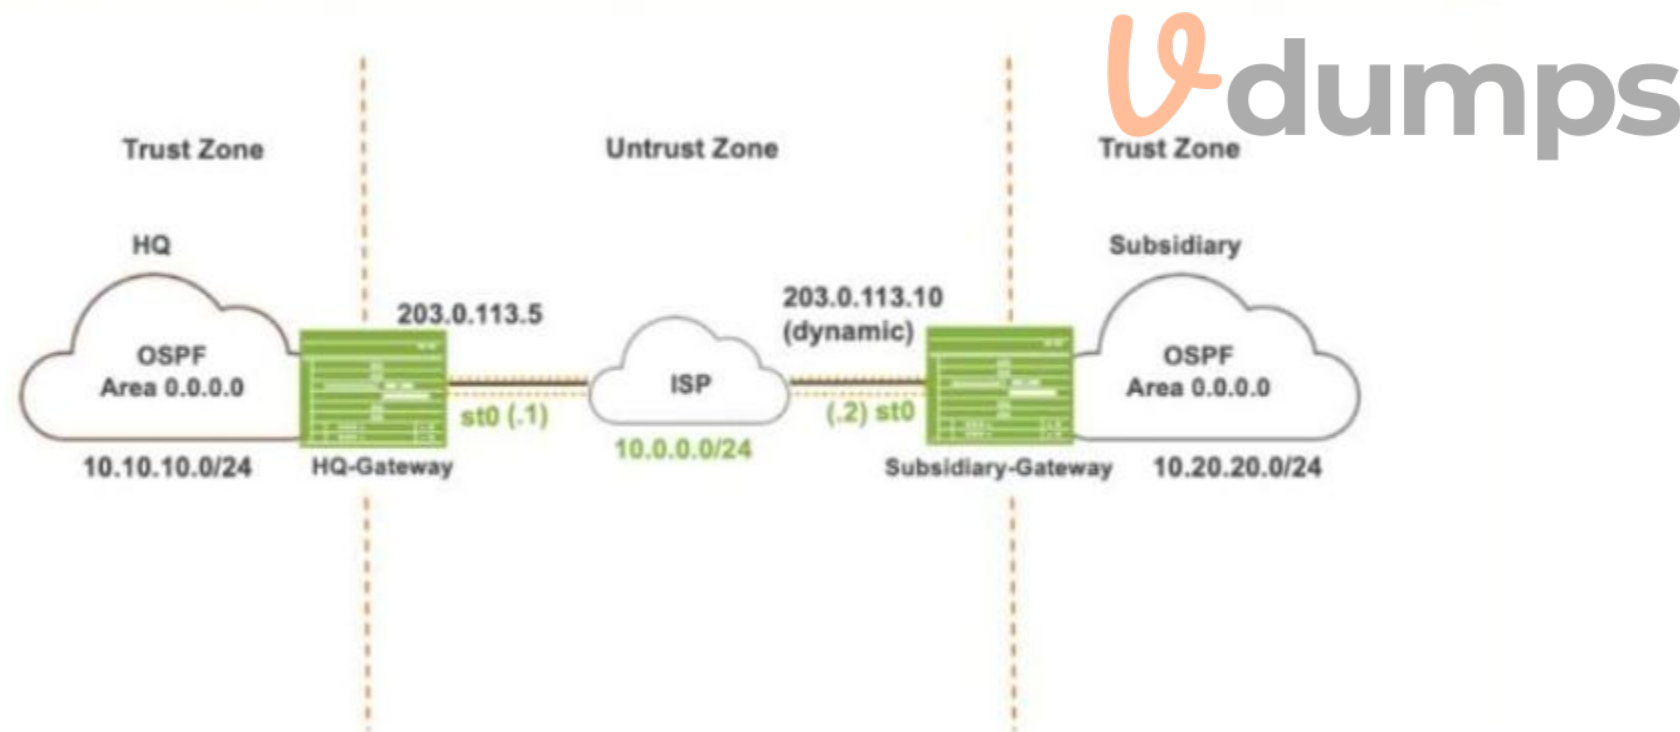 Vdumps
Trust Zone
Untrust Zone
Trust Zone
HQ
Subsidiary
203.0.113.5
203.0.113.10
(dynamic)
OSPF
Area 0.0.0.0
ISP
OSPF
Area 0.0.0.0
st0 (.1)
(.2) st0
10.0.0.0/24
10.10.10.0/24
HQ-Gateway
Subsidiary-Gateway
10.20.20.0/24